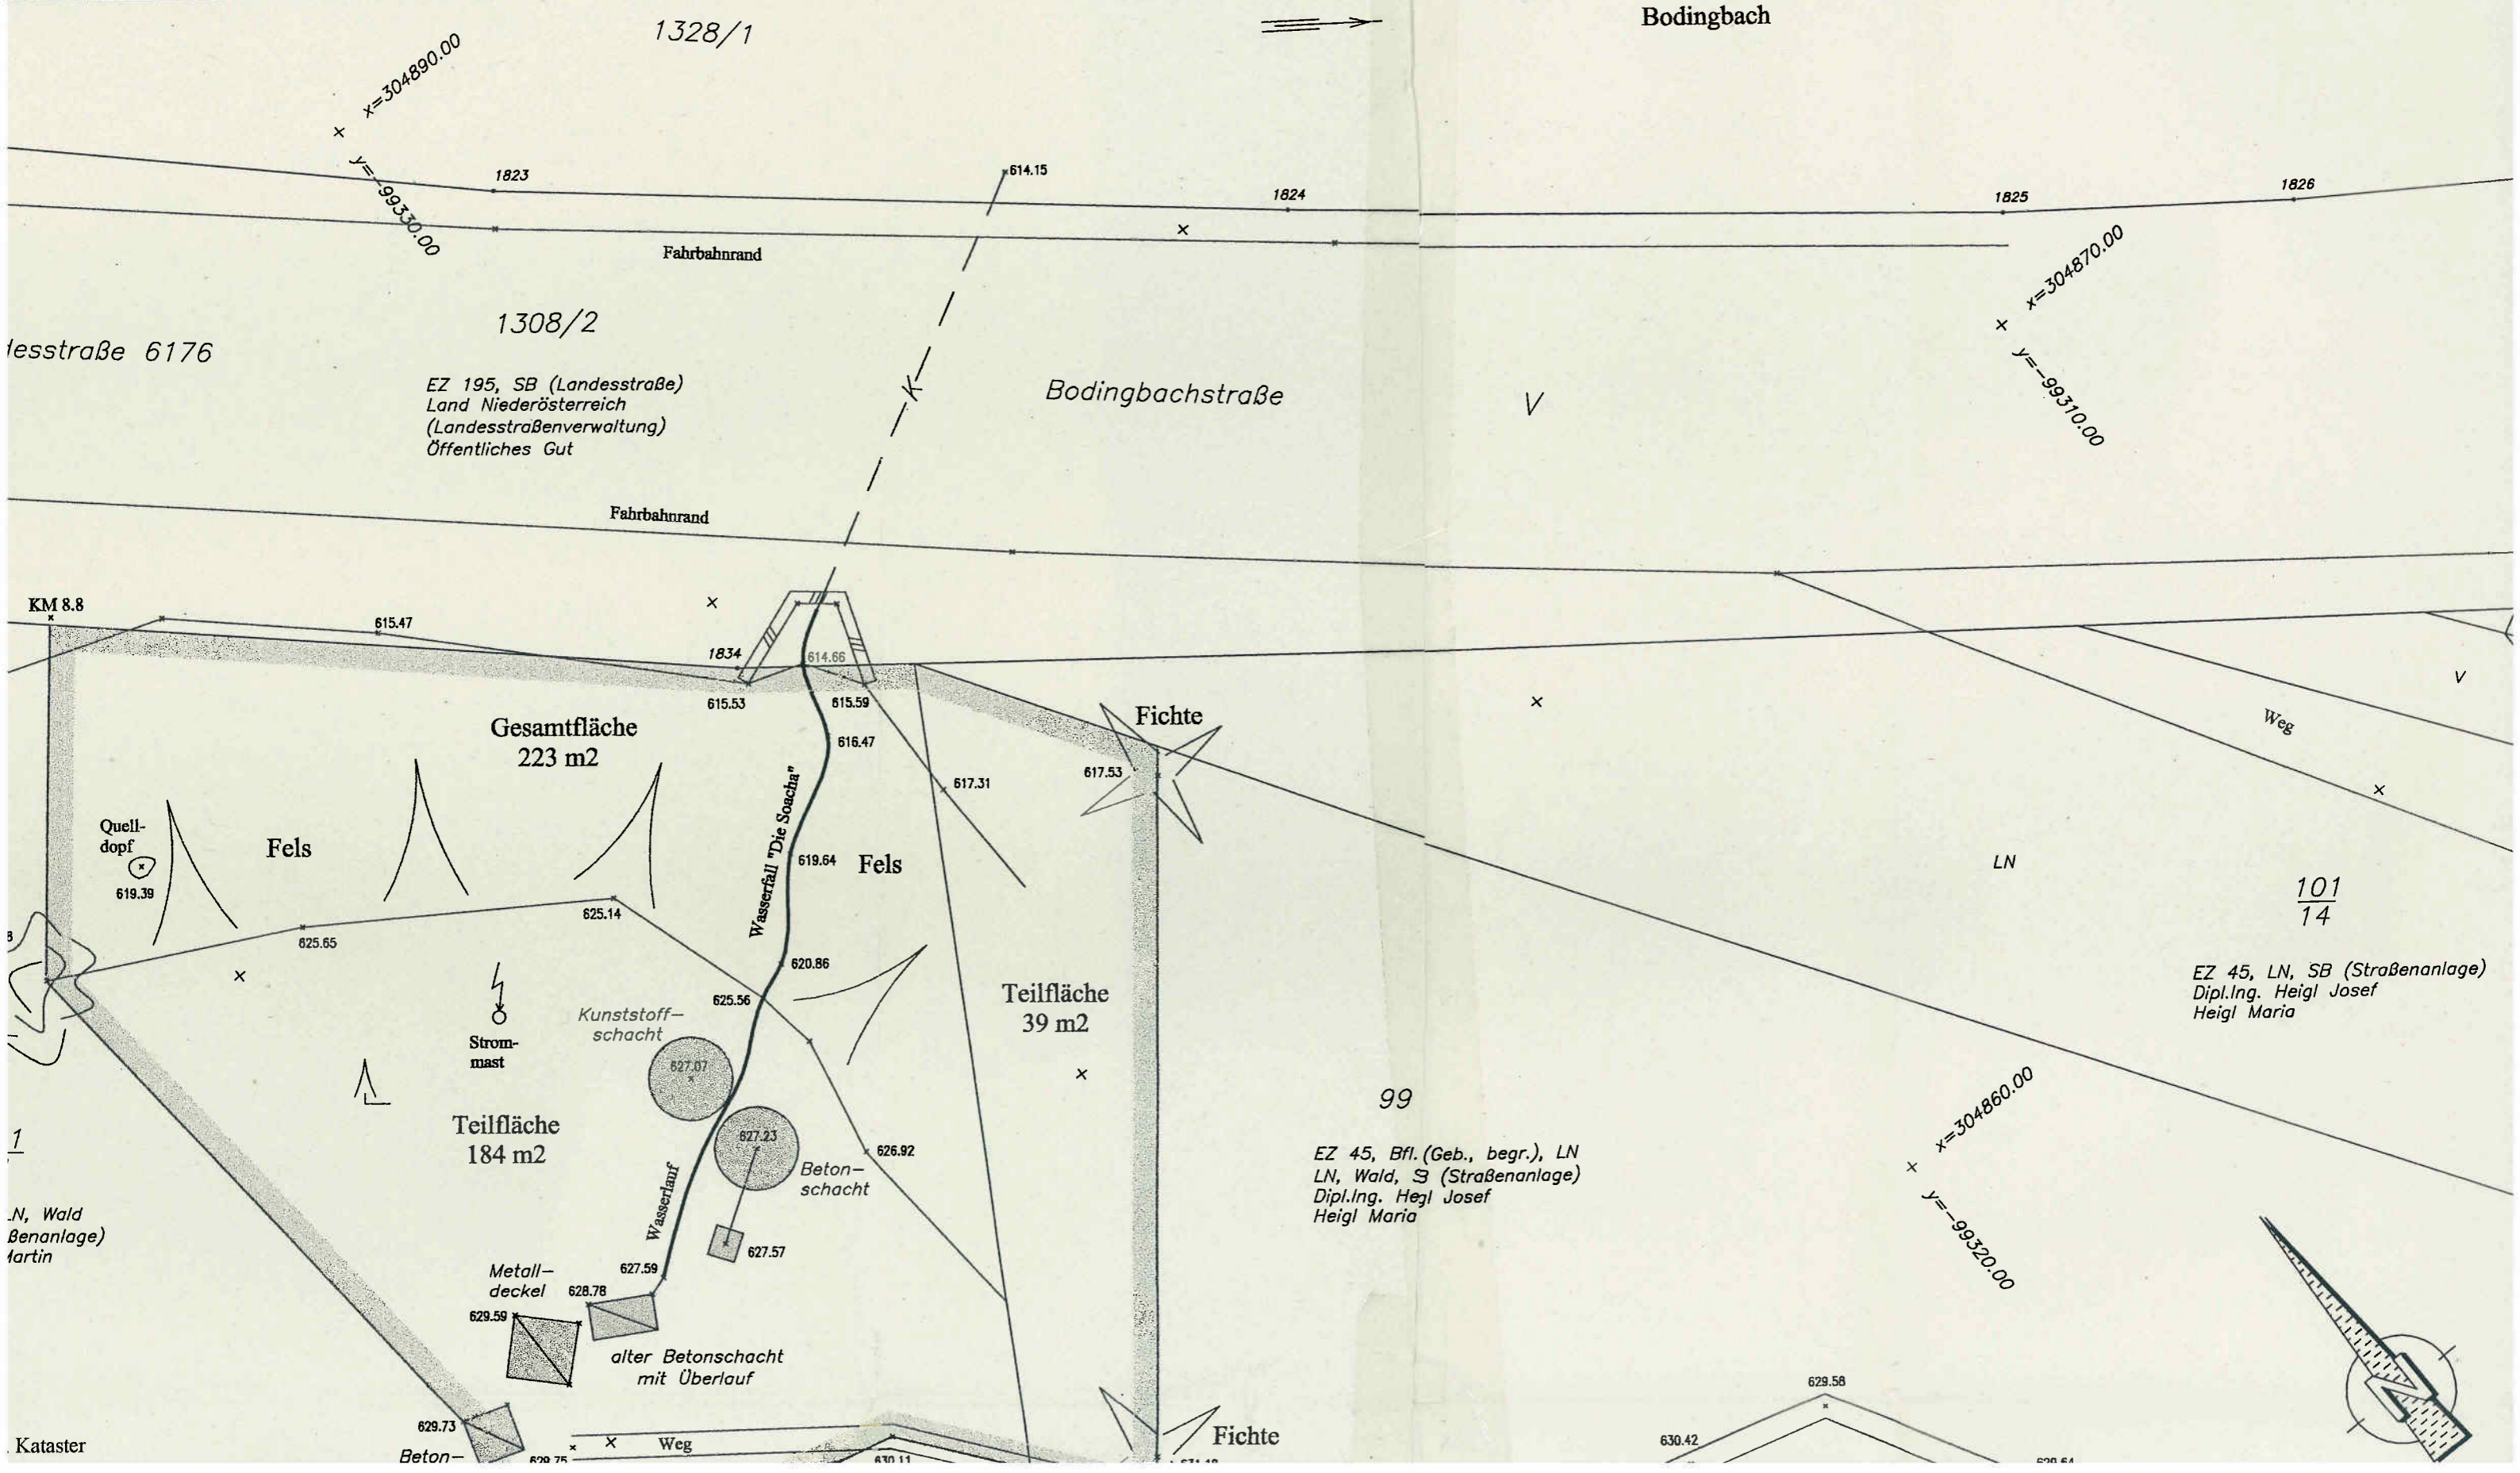 1328/1
Bodingbach
x=304890.00
y=-99330.00
1823
614.15
1824
1825
1826
Fahrbahnrand
x=304870.00
y=-99310.00
1308/2
desstraße 6176
EZ 195, SB (Landesstraße)
Land Niederösterreich
(Landesstraßenverwaltung)
Öffentliches Gut
K
Bodingbachstraße
V
Fahrbahnrand
KM 8.8
615.47
1834
614.66
615.53
615.59
V
Weg
Gesamtfläche
223 m2
Fichte
616.47
617.53
617.31
Wasserfall "Die Soacha"
Quell-
dopf
619.39
Fels
619.64
Fels
LN
101
14
625.14
625.65
620.86
625.56
EZ 45, LN, SB (Straßenanlage)
Dipl.Ing. Heigl Josef
Heigl Maria
Teilfläche
39 m2
Kunststoff-
schacht
Strom-
mast
627.07
99
x=304860.00
y=-99320.00
Teilfläche
184 m2
627.23
626.92
Beton-
schacht
EZ 45, Bfl.(Geb., begr.), LN
LN, Wald, S (Straßenanlage)
Dipl.Ing. Hegl Josef
Heigl Maria
1
LN, Wald
ßenanlage)
Martin
Wasserlauf
627.57
627.59
Metall-
deckel
628.78
629.59
alter Betonschacht
mit Überlauf
629.58
N
629.73
Kataster
Beton-
629.75
Weg
630.11
Fichte
630.42